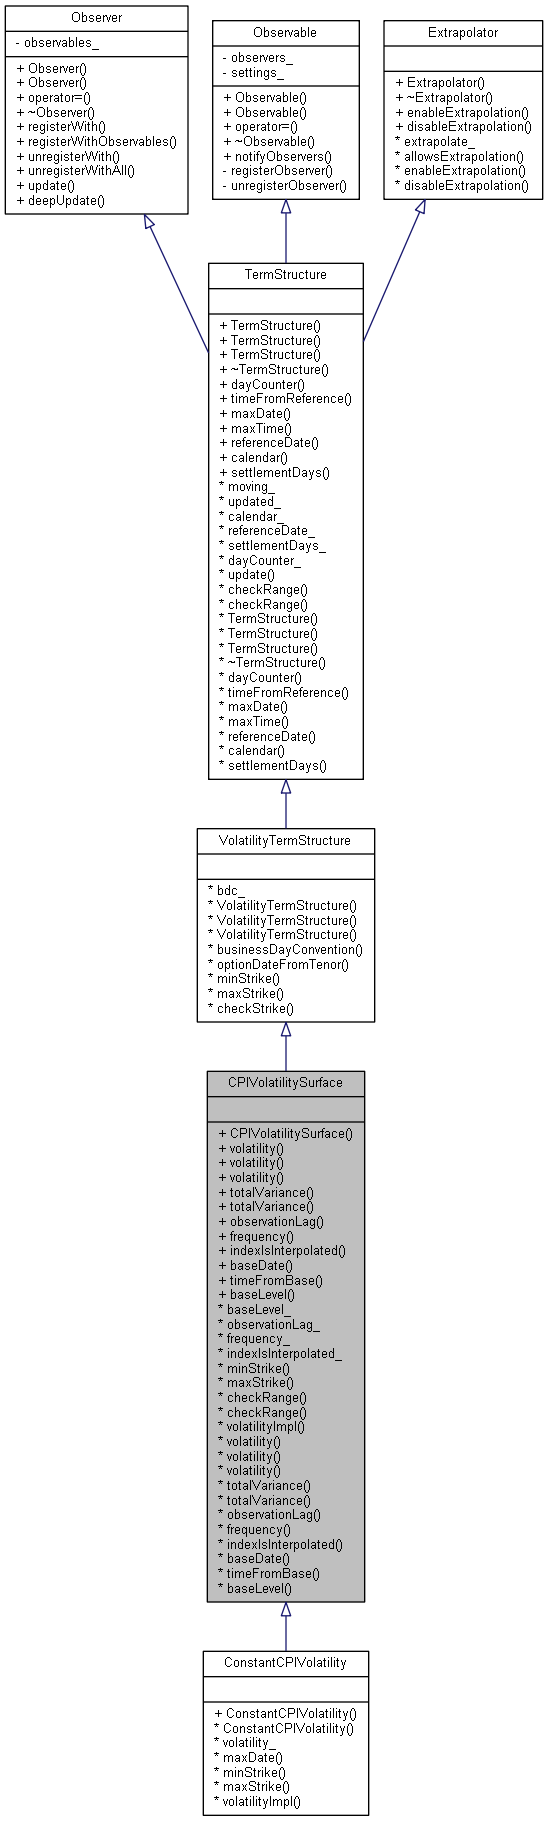 Observer
- observables_
+ Observer()
+ Observer()
+ operator=()
+ ~Observer()
+ registerWith()
+ registerWithObservables()
+ unregisterWith()
+ unregisterWithAll()
+ update()
+ deepUpdate()
Observable
- observers_
- settings_
+ Observable()
+ Observable()
+ operator=()
+ ~Observable()
+ notifyObservers()
- registerObserver()
- unregisterObserver()
Extrapolator
+ Extrapolator()
+ ~Extrapolator()
+ enableExtrapolation()
+ disableExtrapolation()
* extrapolate_
* allowsExtrapolation()
* enableExtrapolation()
* disableExtrapolation()
TermStructure
+ TermStructure()
+ TermStructure()
+ TermStructure()
+ ~TermStructure()
+ dayCounter()
+ timeFromReference()
+ maxDate()
+ maxTime()
+ referenceDate()
+ calendar()
+ settlementDays()
* moving_
* updated_
* calendar_
* referenceDate_
* settlementDays_
* dayCounter_
* update()
* checkRange()
* checkRange()
* TermStructure()
* TermStructure()
* TermStructure()
* ~TermStructure()
* dayCounter()
* timeFromReference()
* maxDate()
* maxTime()
* referenceDate()
* calendar()
* settlementDays()
VolatilityTermStructure
* bdc_
* VolatilityTermStructure()
* VolatilityTermStructure()
* VolatilityTermStructure()
* businessDayConvention()
* optionDateFromTenor()
* minStrike()
* maxStrike()
* checkStrike()
CPIVolatilitySurface
+ CPIVolatilitySurface()
+ volatility()
+ volatility()
+ volatility()
+ totalVariance()
+ totalVariance()
+ observationLag()
+ frequency()
+ indexIsInterpolated()
+ baseDate()
+ timeFromBase()
+ baseLevel()
* baseLevel_
* observationLag_
* frequency_
* indexIsInterpolated_
* minStrike()
* maxStrike()
* checkRange()
* checkRange()
* volatilityImpl()
* volatility()
* volatility()
* volatility()
* totalVariance()
* totalVariance()
* observationLag()
* frequency()
* indexIsInterpolated()
* baseDate()
* timeFromBase()
* baseLevel()
ConstantCPIVolatility
+ ConstantCPIVolatility()
* ConstantCPIVolatility()
* volatility_
* maxDate()
* minStrike()
* maxStrike()
* volatilityImpl()